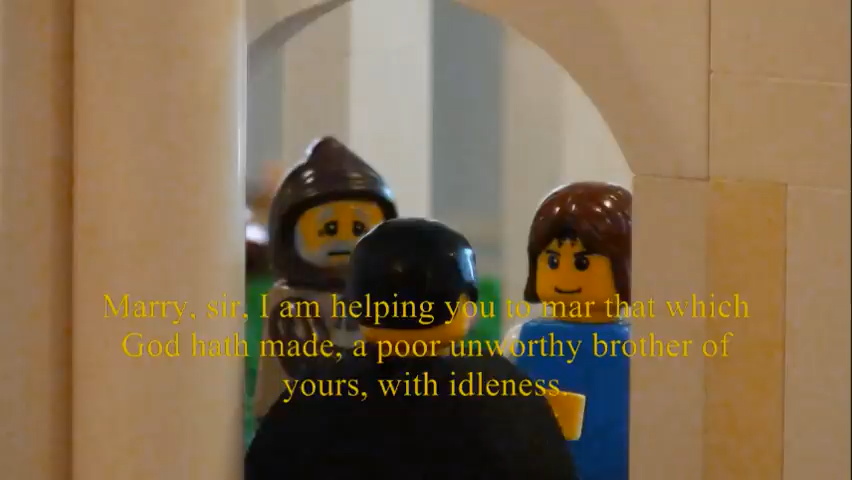 Marry, sir, I am helping you to mar that which
God hath made, a poor unworthy brother of
yours, with idleness.